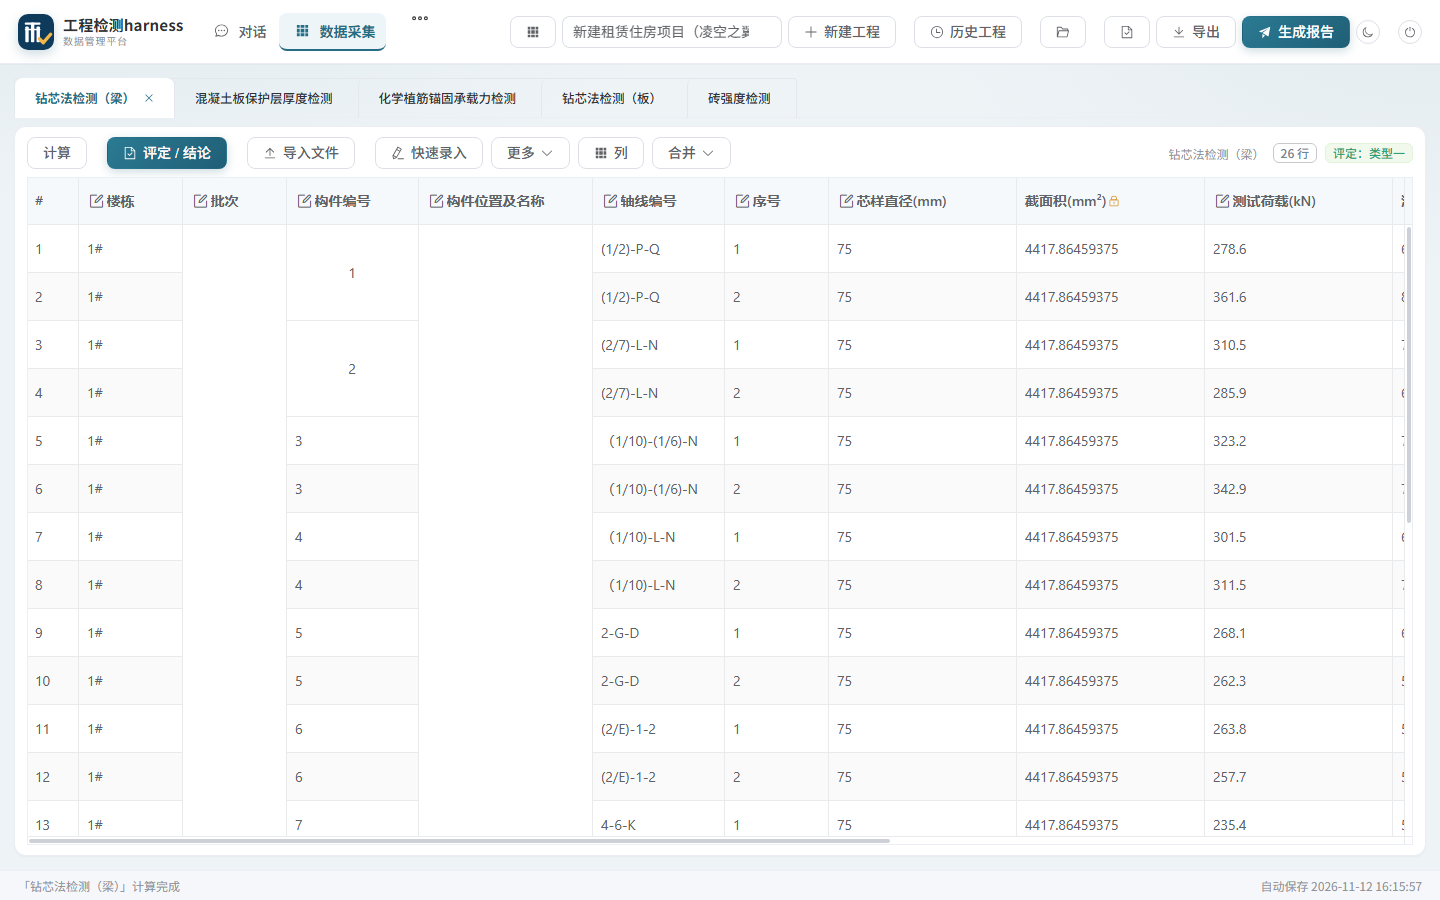 工程检测harness
数据管理平台
对话
数据采集
新建租赁住房项目（凌空之翼
新建工程
历史工程
导出
生成报告
钻芯法检测（梁）
混凝土板保护层厚度检测
化学植筋锚固承载力检测
钻芯法检测（板）
砖强度检测
计算
评定 / 结论
导入文件
快速录入
更多
列
合并
钻芯法检测（梁）
26 行
评定：类型一
# 楼栋 批次 构件编号 构件位置及名称 轴线编号 序号 芯样直径(mm) 截面积(mm²) 测试荷载(kN)
1 1# 1 (1/2)-P-Q 1 75 4417.86459375 278.6
2 1# (1/2)-P-Q 2 75 4417.86459375 361.6
3 1# 2 (2/7)-L-N 1 75 4417.86459375 310.5
4 1# (2/7)-L-N 2 75 4417.86459375 285.9
5 1# 3 （1/10)-(1/6)-N 1 75 4417.86459375 323.2
6 1# 3 （1/10)-(1/6)-N 2 75 4417.86459375 342.9
7 1# 4 （1/10)-L-N 1 75 4417.86459375 301.5
8 1# 4 （1/10)-L-N 2 75 4417.86459375 311.5
9 1# 5 2-G-D 1 75 4417.86459375 268.1
10 1# 5 2-G-D 2 75 4417.86459375 262.3
11 1# 6 (2/E)-1-2 1 75 4417.86459375 263.8
12 1# 6 (2/E)-1-2 2 75 4417.86459375 257.7
13 1# 7 4-6-K 1 75 4417.86459375 235.4
「钻芯法检测（梁）」计算完成
自动保存 2026-11-12 16:15:57